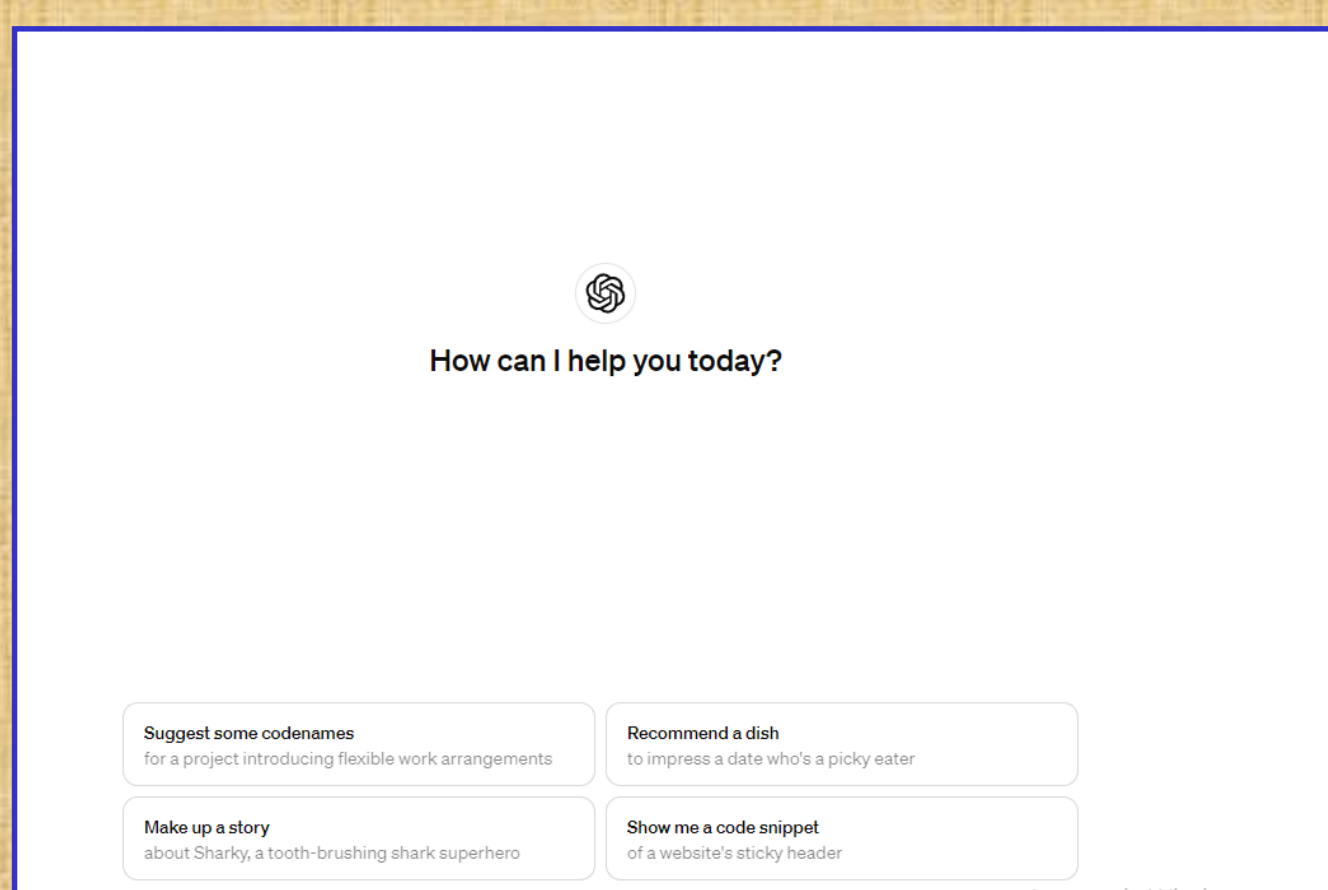 How can I help you today?
Suggest some codenames
for a project introducing flexible work arrangements
Recommend a dish
to impress a date who's a picky eater
Make up a story
about Sharky, a tooth-brushing shark superhero
Show me a code snippet
of a website's sticky header